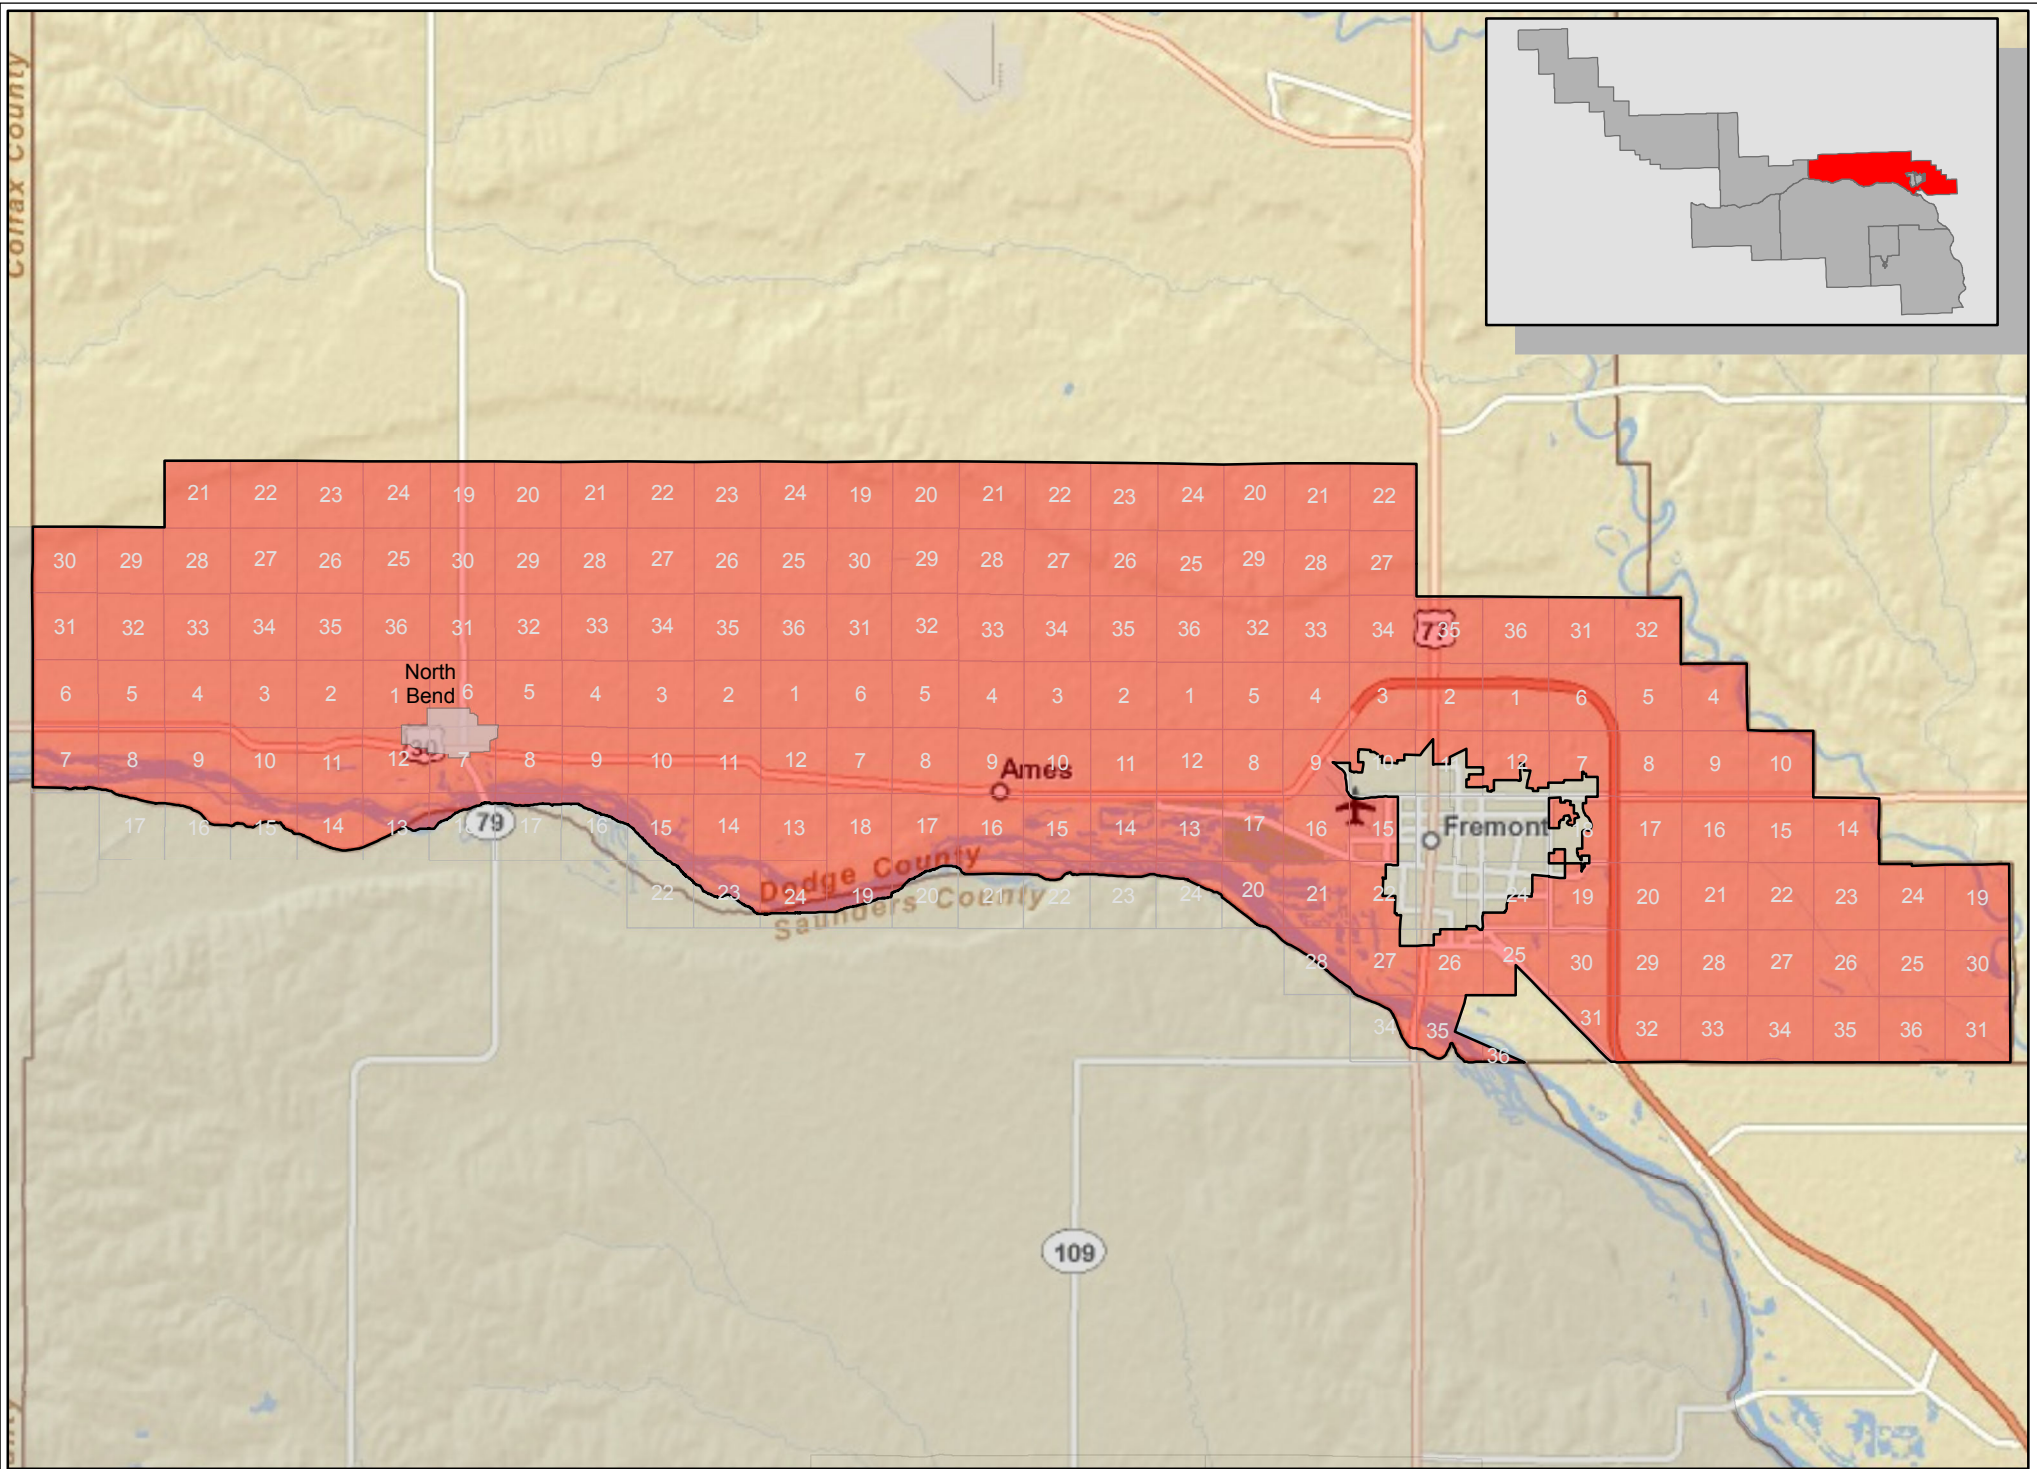 Colfax County
21 22 23 24 19 20 21 22 23 24 19 20 21 22 23 24 20 21 22
30 29 28 27 26 25 30 29 28 27 26 25 30 29 28 27 26 25 29 28 27
31 32 33 34 35 36 31 32 33 34 35 36 31 32 33 34 35 36 32 33 34 77 35 36 31 32
North
6 5 4 3 2 1 Bend 6 5 4 3 2 1 6 5 4 3 2 1 5 4 3 2 1 6 5 4
30
7 8 9 10 11 12 7 8 9 10 11 12 7 8 9 10 11 12 8 9 10 12 7 8 9 10
Ames
17 16 15 14 13 18 79 17 16 15 14 13 18 17 16 15 14 13 17 16 15 Fremont 17 16 15 14
Dodge County
22 23 24 19 20 21 22 23 24 20 21 22 24 19 20 21 22 23 24 19
Saunders County
28 27 26 25 30 29 28 27 26 25 30
34 35 36 31 32 33 34 35 36 31
109